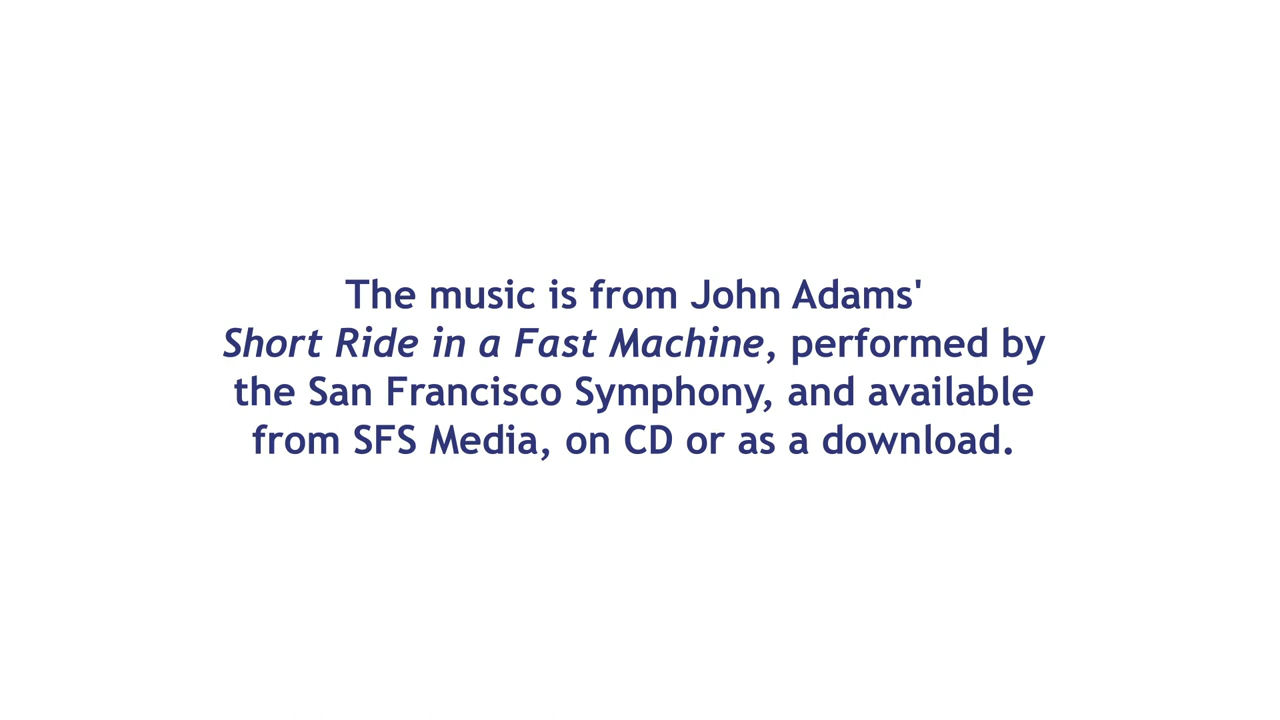 The music is from John Adams'
Short Ride in a Fast Machine, performed by
the San Francisco Symphony, and available
from SFS Media, on CD or as a download.